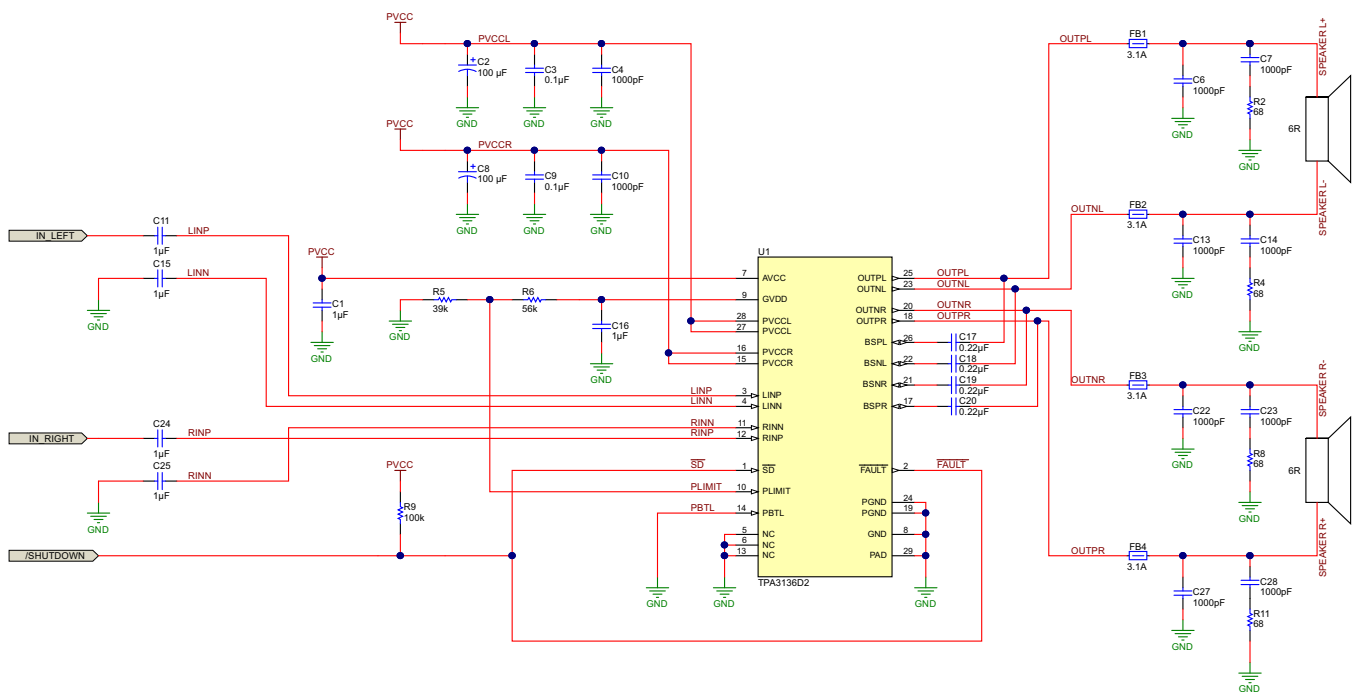 PVCC
PVCCL
C2
100 µF
C3
0.1µF
C4
1000pF
GND
GND
GND
PVCC
PVCCR
C8
100 µF
C9
0.1µF
C10
1000pF
GND
GND
GND
IN_LEFT
C11
1µF
LINP
C15
1µF
LINN
GND
PVCC
C1
1µF
GND
R5
39k
R6
56k
GND
C16
1µF
GND
IN_RIGHT
C24
1µF
RINP
C25
1µF
RINN
GND
PVCC
R9
100k
/SHUTDOWN
LINP
LINN
RINN
RINP
SD
PLIMIT
PBTL
GND
GND
U1
7 AVCC
9 GVDD
28 PVCCL
27 PVCCL
16 PVCCR
15 PVCCR
3 LINP
4 LINN
11 RINN
12 RINP
1 SD
10 PLIMIT
14 PBTL
5 NC
6 NC
13 NC
OUTPL 25 OUTPL
OUTNL 23 OUTNL
OUTNR 20 OUTNR
OUTPR 18 OUTPR
BSPL 26
BSNL 22
BSNR 21
BSPR 17
FAULT 2 FAULT
PGND 24
PGND 19
GND 8
PAD 29
TPA3136D2
GND
C17
0.22µF
C18
0.22µF
C19
0.22µF
C20
0.22µF
OUTPL
FB1
3.1A
C6
1000pF
C7
1000pF
R2
68
GND
GND
SPEAKER L+
6R
SPEAKER L-
OUTNL
FB2
3.1A
C13
1000pF
C14
1000pF
R4
68
GND
GND
OUTNR
FB3
3.1A
C22
1000pF
C23
1000pF
R8
68
GND
GND
SPEAKER R-
6R
SPEAKER R+
OUTPR
FB4
3.1A
C27
1000pF
C28
1000pF
R11
68
GND
GND